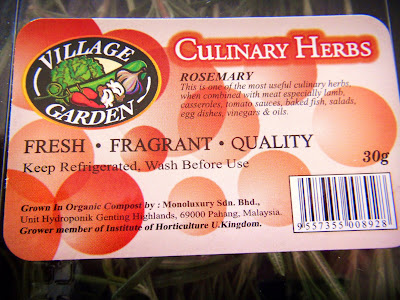 VILLAGE
GARDEN
CULINARY HERBS
ROSEMARY
This is one of the most useful culinary herbs,
when combined with meat especially lamb,
casseroles, tomato sauces, baked fish, salads,
egg dishes, vinegars & oils.
FRESH • FRAGRANT • QUALITY
Keep Refrigerated, Wash Before Use
30g
Grown In Organic Compost by : Monoluxury Sdn. Bhd.,
Unit Hydroponik Genting Highlands, 69000 Pahang, Malaysia.
Grower member of Institute of Horticulture U.Kingdom.
9 557355 008928